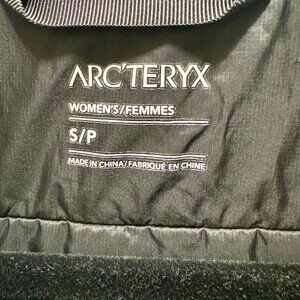 ARC'TERYX
WOMEN'S/FEMMES
S/P
MADE IN CHINA/FABRIQUÉ EN CHINE